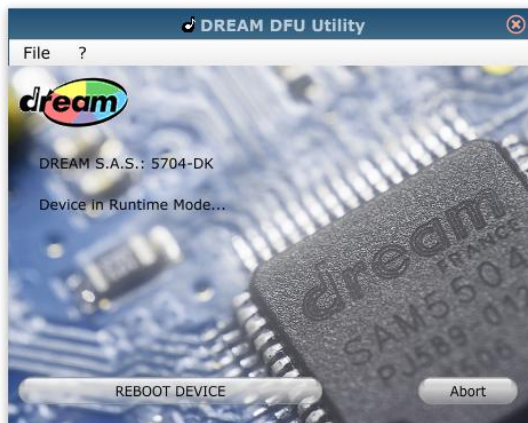 DREAM DFU Utility
File ?
dream
DREAM S.A.S.: 5704-DK
Device in Runtime Mode...
dream
FRANCE
SAM5504
REBOOT DEVICE
Abort